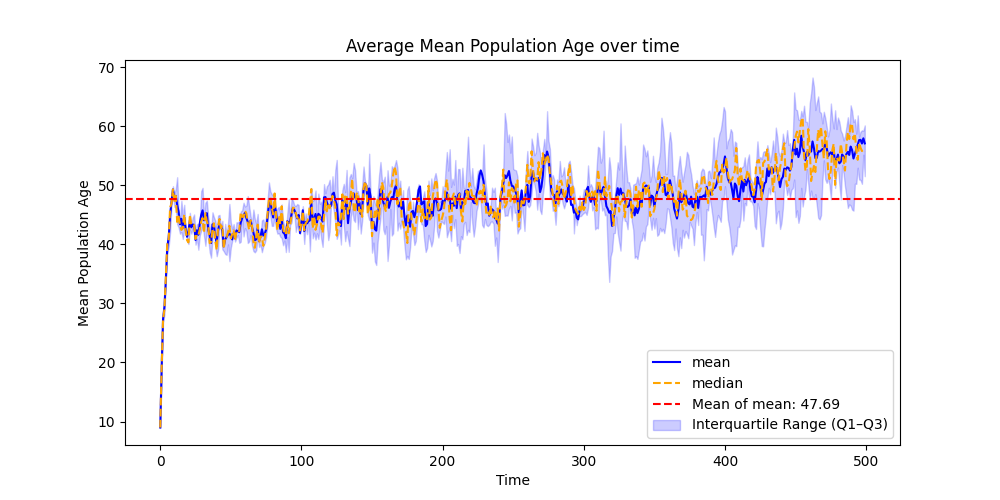 Average Mean Population Age over time
Mean Population Age
70
60
50
40
30
20
10
0
100
200
300
400
500
Time
mean
median
Mean of mean: 47.69
Interquartile Range (Q1–Q3)